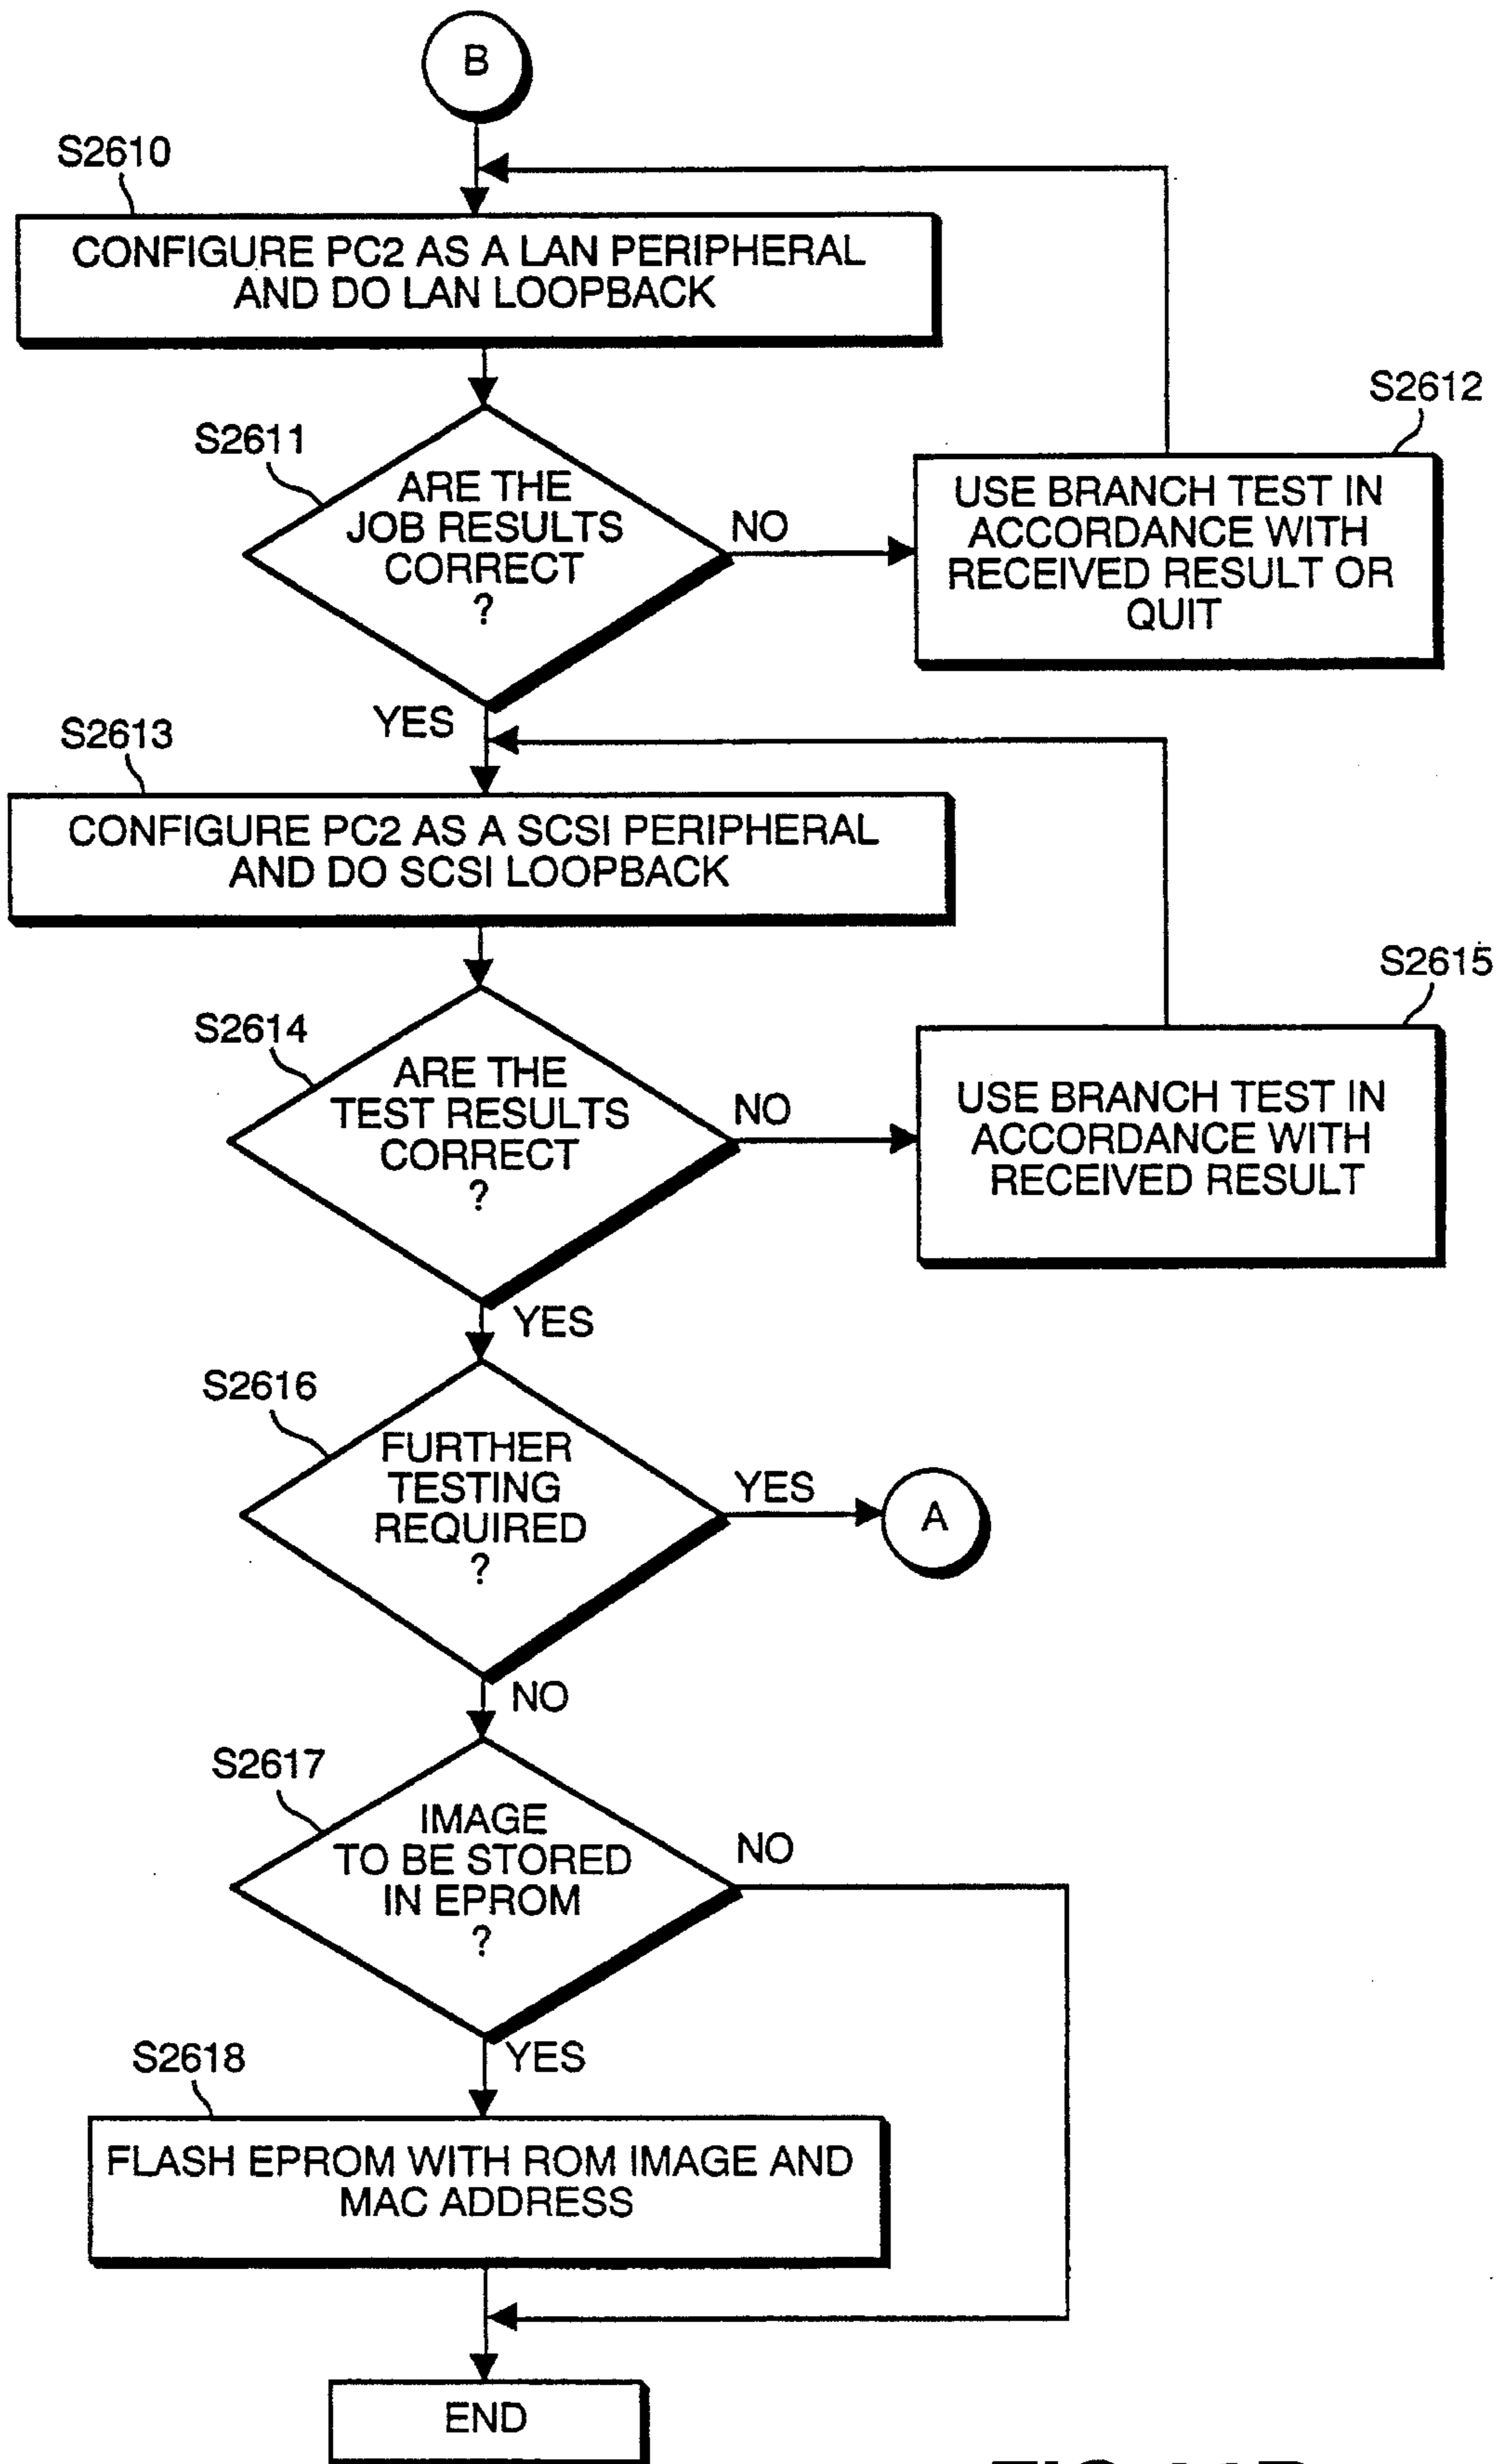 B
S2610
CONFIGURE PC2 AS A LAN PERIPHERAL
AND DO LAN LOOPBACK
S2611
ARE THE
JOB RESULTS
CORRECT
?
NO
S2612
USE BRANCH TEST IN
ACCORDANCE WITH
RECEIVED RESULT OR
QUIT
YES
S2613
CONFIGURE PC2 AS A SCSI PERIPHERAL
AND DO SCSI LOOPBACK
S2614
ARE THE
TEST RESULTS
CORRECT
?
NO
S2615
USE BRANCH TEST IN
ACCORDANCE WITH
RECEIVED RESULT
YES
S2616
FURTHER
TESTING
REQUIRED
?
YES
A
NO
S2617
IMAGE
TO BE STORED
IN EPROM
?
NO
YES
S2618
FLASH EPROM WITH ROM IMAGE AND
MAC ADDRESS
END